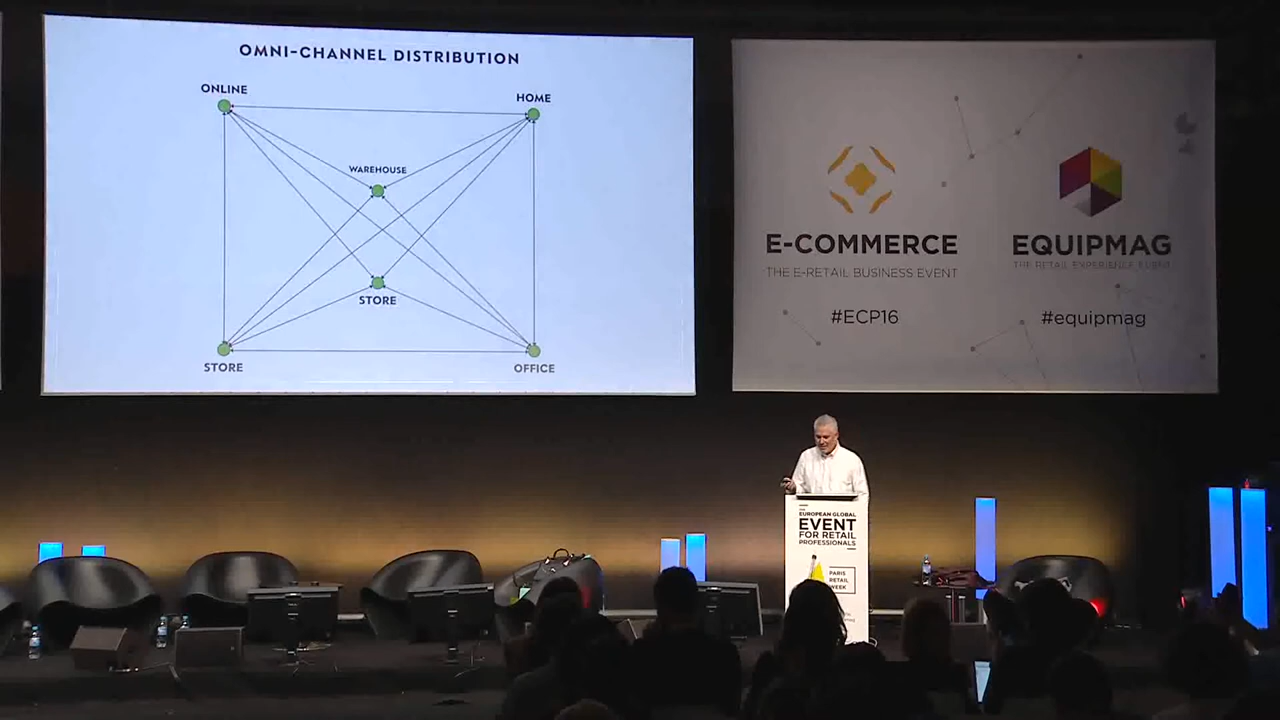 OMNI-CHANNEL DISTRIBUTION
ONLINE
HOME
WAREHOUSE
STORE
STORE
OFFICE
E-COMMERCE
THE E-RETAIL BUSINESS EVENT
#ECP16
EQUIPMAG
THE RETAIL EXPERIENCE EVENT
#equipmag
EUROPEAN GLOBAL
EVENT
FOR RETAIL
PROFESSIONALS
PARIS
RETAIL
WEEK